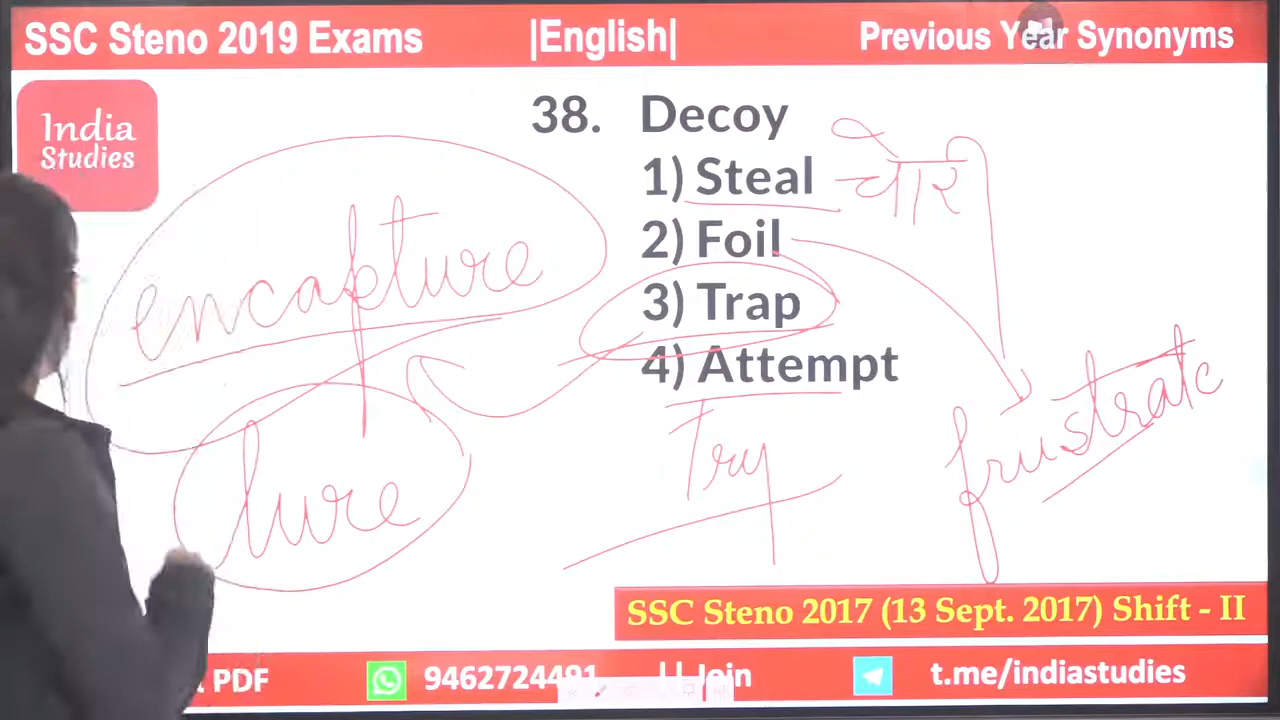 SSC Steno 2019 Exams |English| Previous Year Synonyms
India
Studies
38. Decoy
1) Steal चोरी
2) Foil
encapture
3) Trap
4) Attempt
frustrate
Try
lure
SSC Steno 2017 (13 Sept. 2017) Shift - II
PDF 9462724491 Join t.me/indiastudies